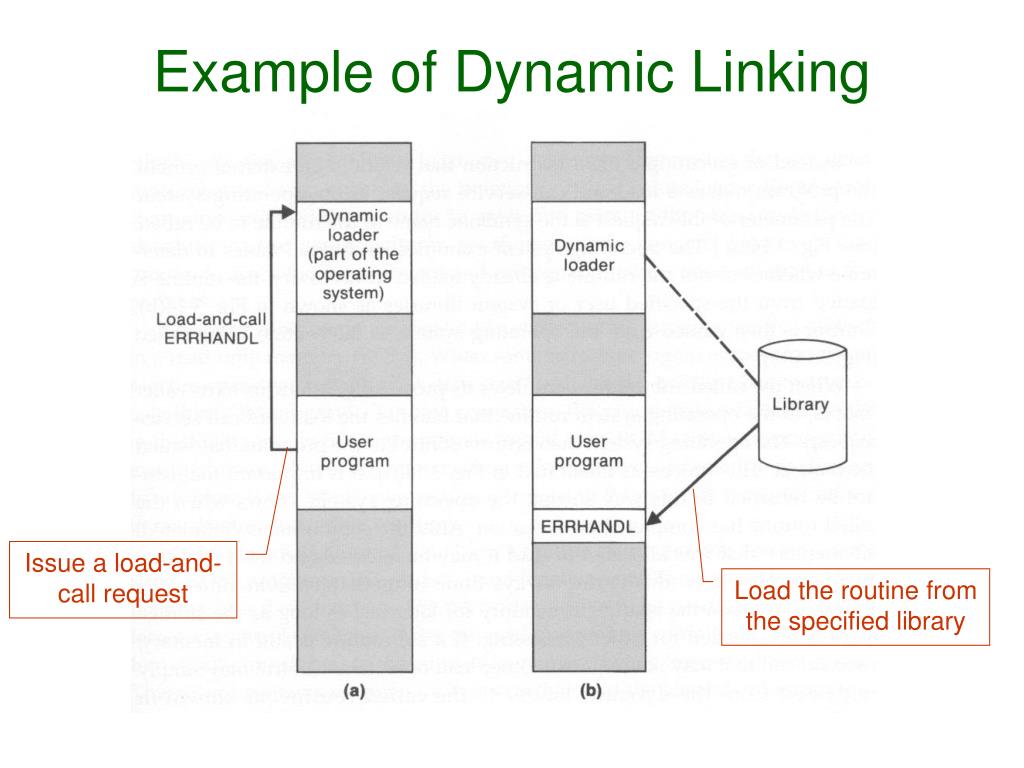 Example of Dynamic Linking
Dynamic
loader
(part of the
operating
system)
Load-and-call
ERRHANDL
User
program
Issue a load-and-
call request
(a)
Dynamic
loader
Library
User
program
ERRHANDL
Load the routine from
the specified library
(b)